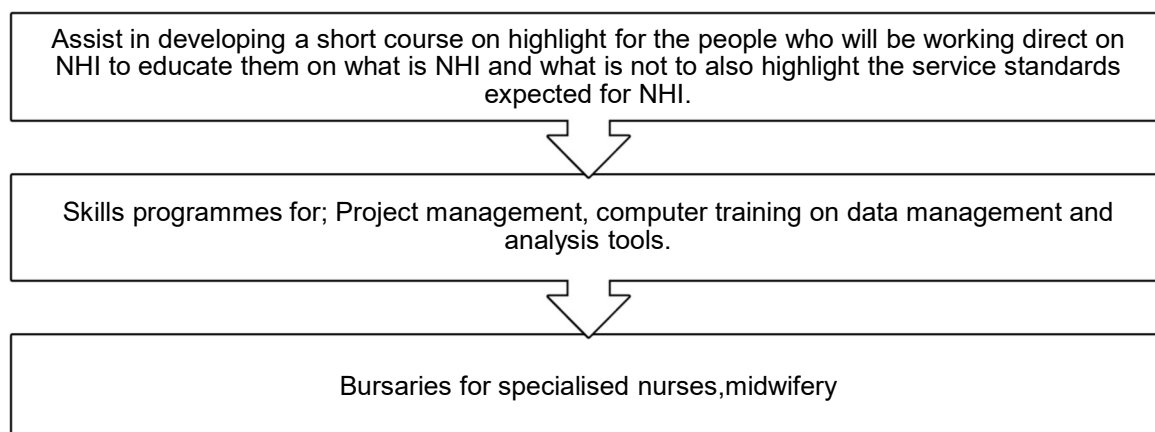 Assist in developing a short course on highlight for the people who will be working direct on
NHI to educate them on what is NHI and what is not to also highlight the service standards
expected for NHI.
Skills programmes for; Project management, computer training on data management and
analysis tools.
Bursaries for specialised nurses,midwifery